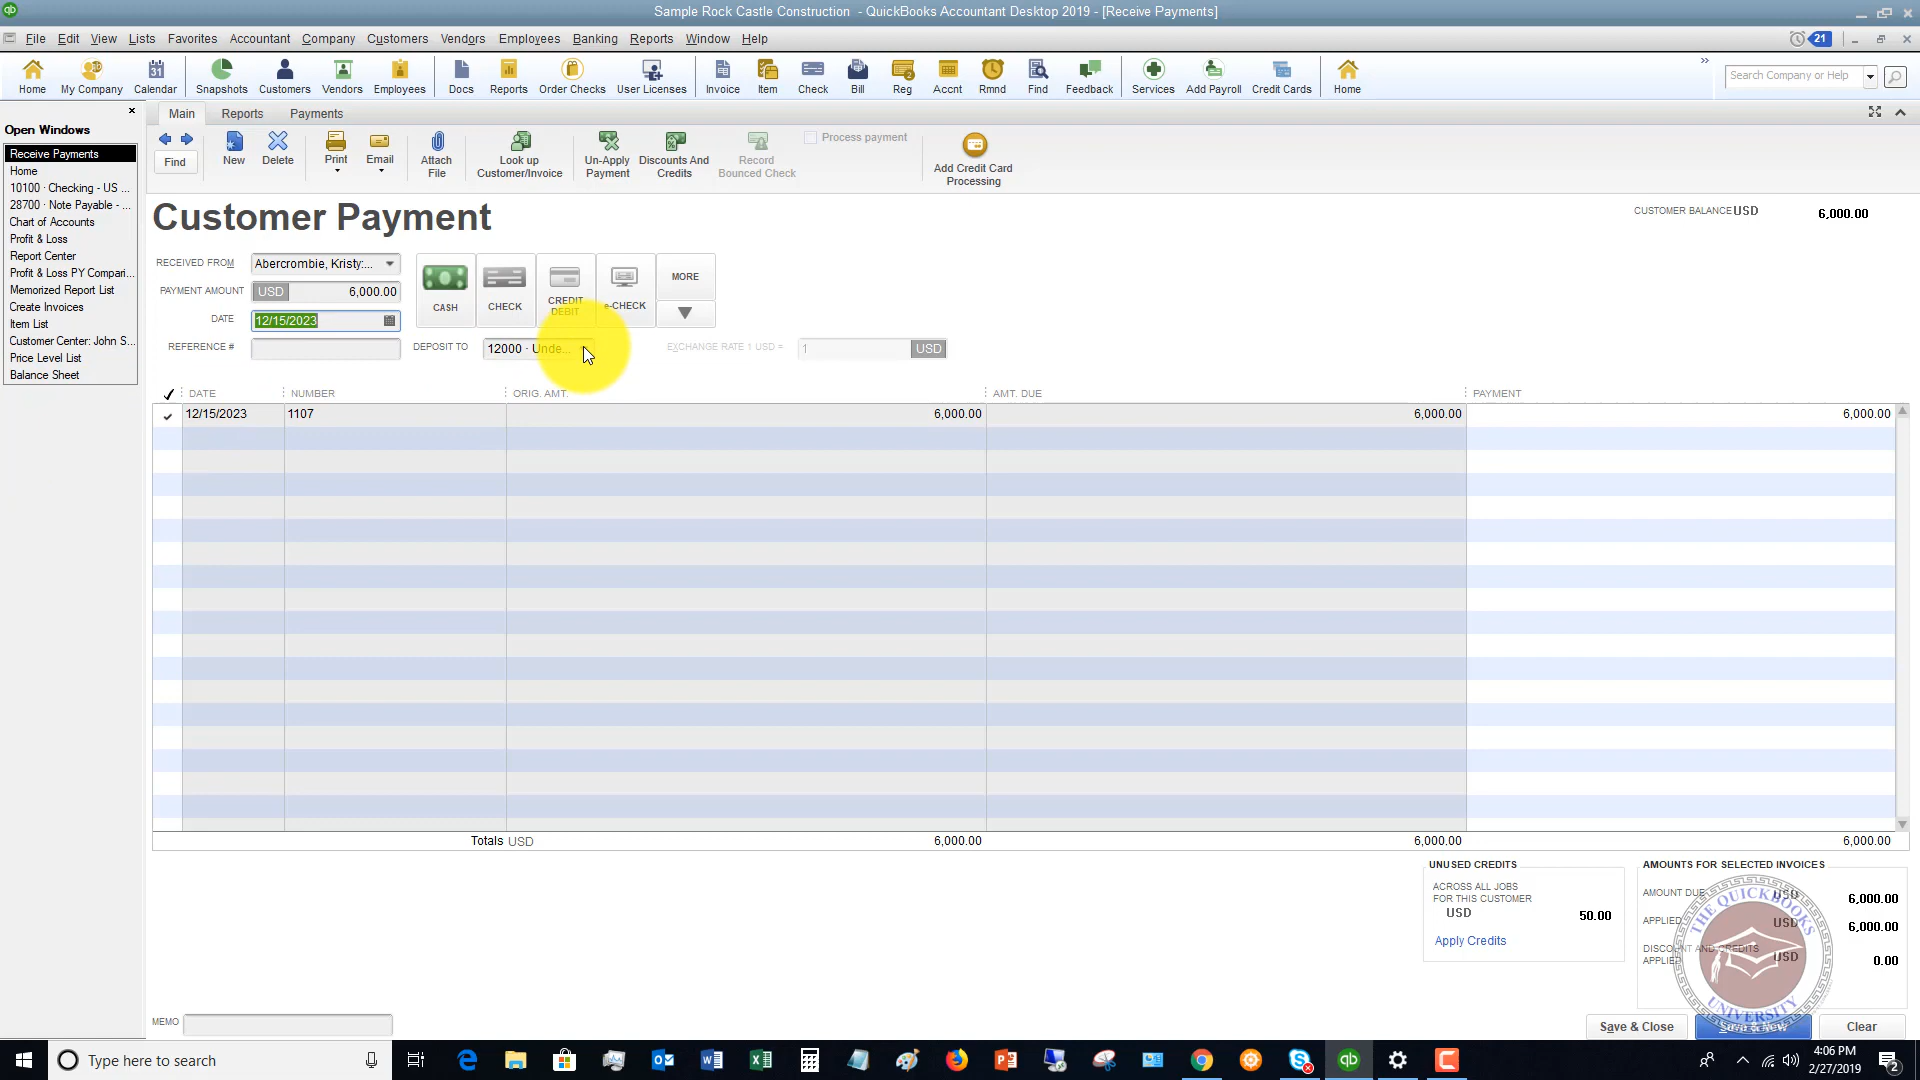 Sample Rock Castle Construction - QuickBooks Accountant Desktop 2019 - [Receive Payments]
File Edit View Lists Favorites Accountant Company Customers Vendors Employees Banking Reports Window Help
21
Home My Company Calendar Snapshots Customers Vendors Employees Docs Reports Order Checks User Licenses Invoice Item Check Bill Reg Accnt Rmnd Find Feedback Services Add Payroll Credit Cards Home
Search Company or Help
Open Windows
Receive Payments
Home
10100 · Checking - US ...
28700 · Note Payable - ...
Chart of Accounts
Profit & Loss
Report Center
Profit & Loss PY Compari...
Memorized Report List
Create Invoices
Item List
Customer Center: John S...
Price Level List
Balance Sheet
Main Reports Payments
Find New Delete Print Email
Attach File
Look up Customer/Invoice
Un-Apply Payment
Discounts And Credits
Record Bounced Check
Process payment
Add Credit Card Processing
Customer Payment
CUSTOMER BALANCE USD 6,000.00
RECEIVED FROM Abercrombie, Kristy:...
PAYMENT AMOUNT USD 6,000.00
DATE 12/15/2023
REFERENCE #
CASH CHECK CREDIT DEBIT e-CHECK MORE
DEPOSIT TO 12000 · Unde...
EXCHANGE RATE 1 USD = 1 USD
DATE NUMBER ORIG. AMT. AMT. DUE PAYMENT
12/15/2023 1107 6,000.00 6,000.00 6,000.00
Totals USD 6,000.00 6,000.00 6,000.00
UNUSED CREDITS
ACROSS ALL JOBS
FOR THIS CUSTOMER
USD 50.00
Apply Credits
AMOUNTS FOR SELECTED INVOICES
AMOUNT DUE USD 6,000.00
APPLIED USD 6,000.00
DISCOUNT AND CREDITS
APPLIED USD 0.00
THE QUICKBOOKS UNIVERSITY
MEMO
Save & Close Save & New Clear
Type here to search
4:06 PM
2/27/2019
2